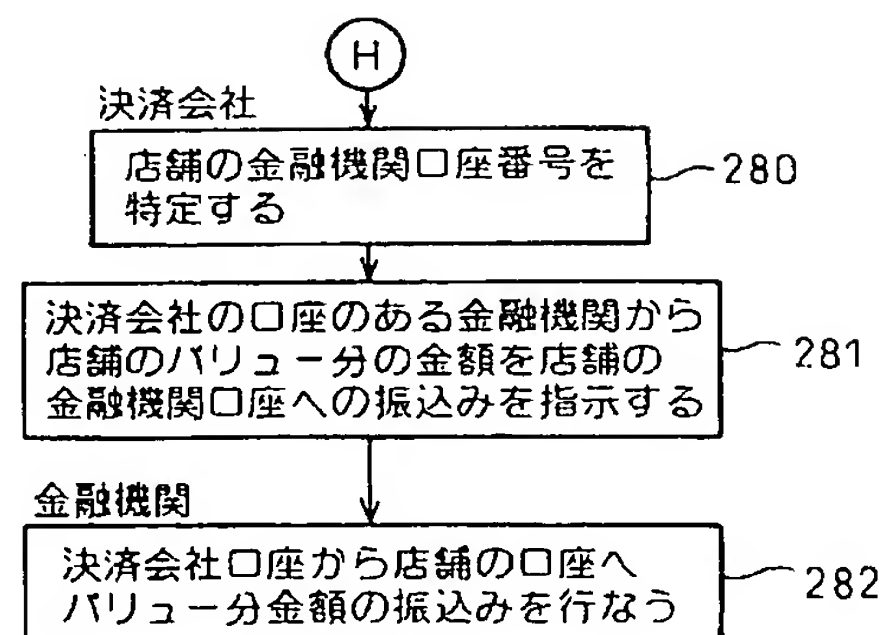 H
決済会社
店舗の金融機関口座番号を
特定する
280
決済会社の口座のある金融機関から
店舗のバリュー分の金額を店舗の
金融機関口座への振込みを指示する
281
金融機関
決済会社口座から店舗の口座へ
バリュー分金額の振込みを行なう
282